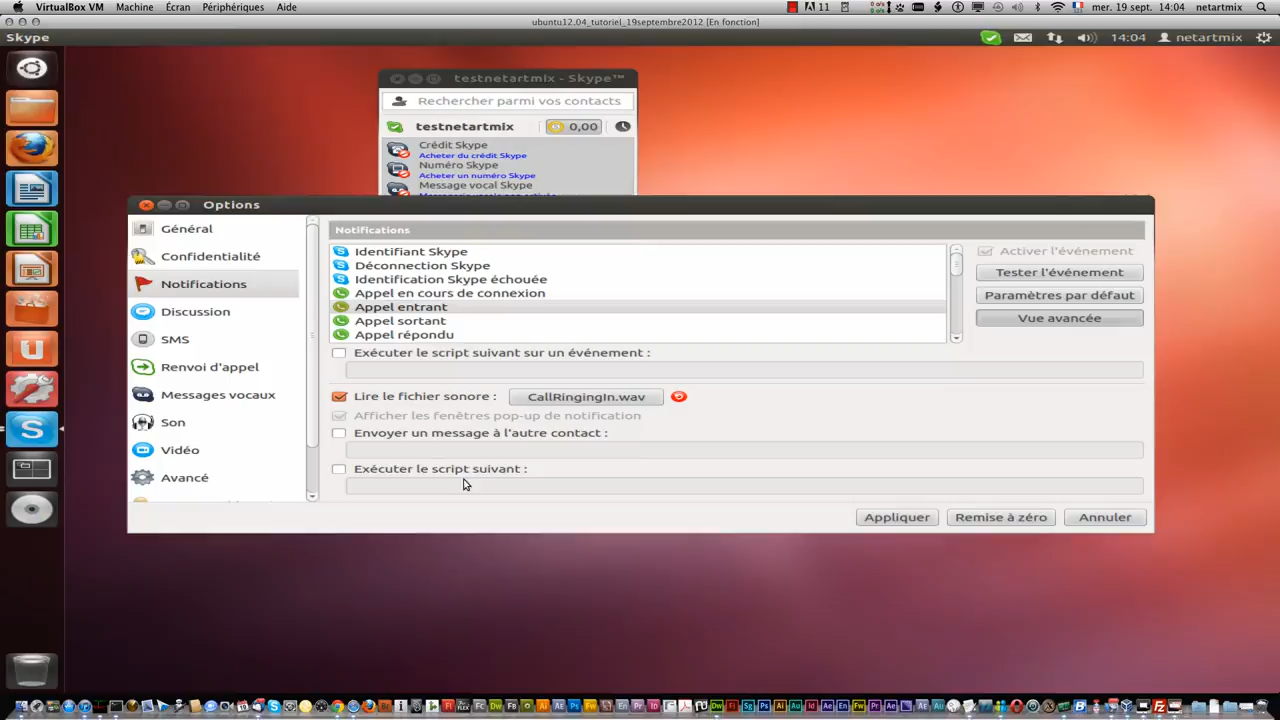 VirtualBox VM Machine Écran Périphériques Aide
11 mer. 19 sept. 14:04 netartmix
ubuntu12.04_tutoriel_19septembre2012 [En fonction]
Skype 14:04 netartmix
testnetartmix - Skype™
Rechercher parmi vos contacts
testnetartmix 0,00
Crédit Skype
Acheter du crédit Skype
Numéro Skype
Acheter un numéro Skype
Message vocal Skype
Options
Général
Confidentialité
Notifications
Discussion
SMS
Renvoi d'appel
Messages vocaux
Son
Vidéo
Avancé
Notifications
Identifiant Skype
Déconnection Skype
Identification Skype échouée
Appel en cours de connexion
Appel entrant
Appel sortant
Appel répondu
Activer l'événement
Tester l'événement
Paramètres par défaut
Vue avancée
Exécuter le script suivant sur un événement :
Lire le fichier sonore : CallRingingIn.wav
Afficher les fenêtres pop-up de notification
Envoyer un message à l'autre contact :
Exécuter le script suivant :
Appliquer Remise à zéro Annuler